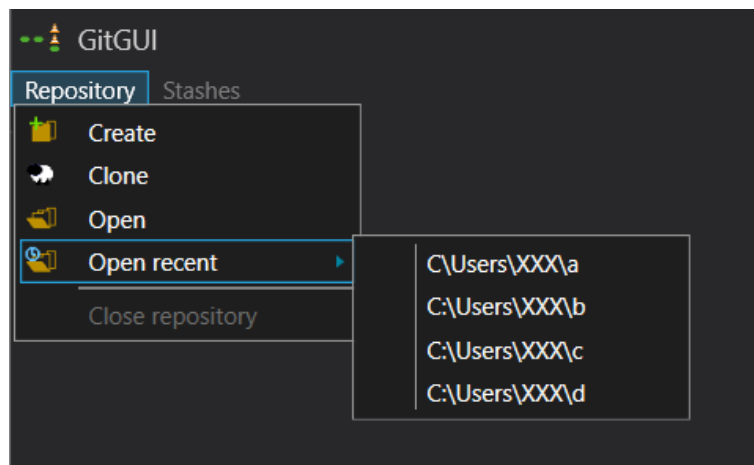 GitGUI
Repository Stashes
Create
Clone
Open
Open recent
Close repository
C\Users\XXX\a
C:\Users\XXX\b
C:\Users\XXX\c
C:\Users\XXX\d